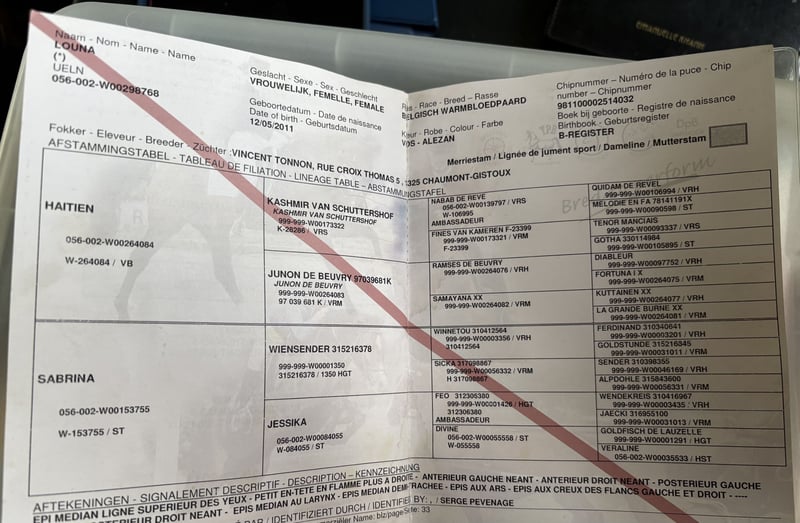 Naam - Nom - Name - Name
LOUNA
(*)
UELN
056-002-W00298768
Geslacht - Sexe - Sex - Geschlecht
VROUWELIJK, FEMELLE, FEMALE
Geboortedatum - Date de naissance
Date of birth - Geburtsdatum
12/05/2011
Ras - Race - Breed - Rasse
BELGISCH WARMBLOEDPAARD
Kleur - Robe - Colour - Farbe
VOS - ALEZAN
Chipnummer - Numéro de la puce - Chip
number - Chipnummer
981100002514032
Boek bij geboorte - Registre de naissance
Birthbook - Geburtsregister
B-REGISTER
Merriestam / Lignée de jument sport / Dameline / Mutterstam
Fokker - Eleveur - Breeder - Züchter :VINCENT TONNON, RUE CROIX THOMAS 5 , 1325 CHAUMONT-GISTOUX
AFSTAMMINGSTABEL - TABLEAU DE FILIATION - LINEAGE TABLE - ABSTAMMUNGSTAFEL
HAITIEN
056-002-W00264084
W-264084 / VB
SABRINA
056-002-W00153755
W-153755 / ST
KASHMIR VAN SCHUTTERSHOF
KASHMIR VAN SCHUTTERSHOF
999-999-W00173322
K-28286 / VRS
JUNON DE BEUVRY 97039681K
JUNON DE BEUVRY
999-999-W00264083
97 039 681 K / VRM
WIENSENDER 315216378
999-999-W00001350
315216378 / 1350 HGT
JESSIKA
056-002-W00084055
W-084055 / ST
NABAB DE REVE
056-002-W00139797 / VRS
W-106995
AMBASSADEUR
FINES VAN KAMEREN F-23399
999-999-W00173321 / VRM
F-23399
RAMSES DE BEUVRY
999-999-W00264076 / VRH
SAMAYANA XX
999-999-W00264082 / VRM
WINNETOU 310412564
999-999-W00003356 / VRH
310412564
SICKA 317098867
999-999-W00056332 / VRM
H 317098867
FEO 312306380
999-999-W00001426 / HGT
312306380
AMBASSADEUR
DIVINE
056-002-W00055558 / ST
W-055558
QUIDAM DE REVEL
999-999-W00106994 / VRH
MELODIE EN FA 78141191X
999-999-W00090598 / ST
TENOR MANCIAIS
999-999-W00093337 / VRS
GOTHA 330114984
999-999-W00105895 / ST
DIABLEUR
999-999-W00097752 / VRH
FORTUNA I X
999-999-W00264075 / VRM
KUTTAINEN XX
999-999-W00264077 / VRH
LA GRANDE BURNE XX
999-999-W00264081 / VRM
FERDINAND 310340641
999-999-W00003201 / VRH
GOLDSTUNDE 315216845
999-999-W00031011 / VRM
SENDER 310398355
999-999-W00046169 / VRH
ALPDOHLE 315843600
999-999-W00056331 / VRM
WENDEKREIS 310416967
999-999-W00003435 / VRH
JAECKI 316955100
999-999-W00031013 / VRM
GOLDFISCH DE LAUZELLE
999-999-W00001291 / HGT
VERALINE
056-002-W00035533 / HST
AFTEKENINGEN - SIGNALEMENT DESCRIPTIF - DESCRIPTION – KENNZEICHNUNG
EPI MEDIAN LIGNE SUPERIEUR DES YEUX - PETIT EN-TETE EN FLAMME PLUS A DROITE - ANTERIEUR GAUCHE NEANT - ANTERIEUR DROIT NEANT - POSTERIEUR GAUCHE
DROIT NEANT - EPIS MEDIAN AU LARYNX - EPIS MEDIAN TRACHEE - EPIS AUX ARS - EPIS AUX CREUX DES FLANCS GAUCHE ET DROIT - ----
PAR / IDENTIFIZIERT DURCH / IDENTIFIED BY: , / SERGE PEVENAGE
33